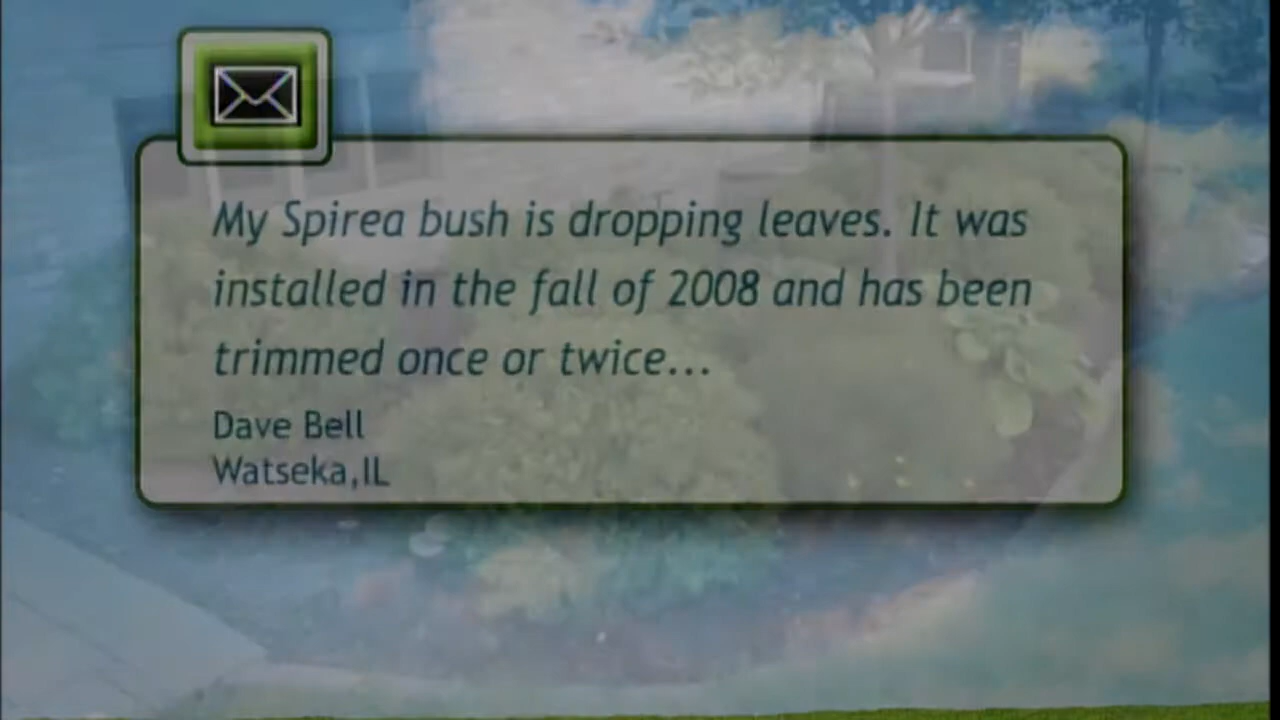 My Spirea bush is dropping leaves. It was
installed in the fall of 2008 and has been
trimmed once or twice...
Dave Bell
Watseka,IL